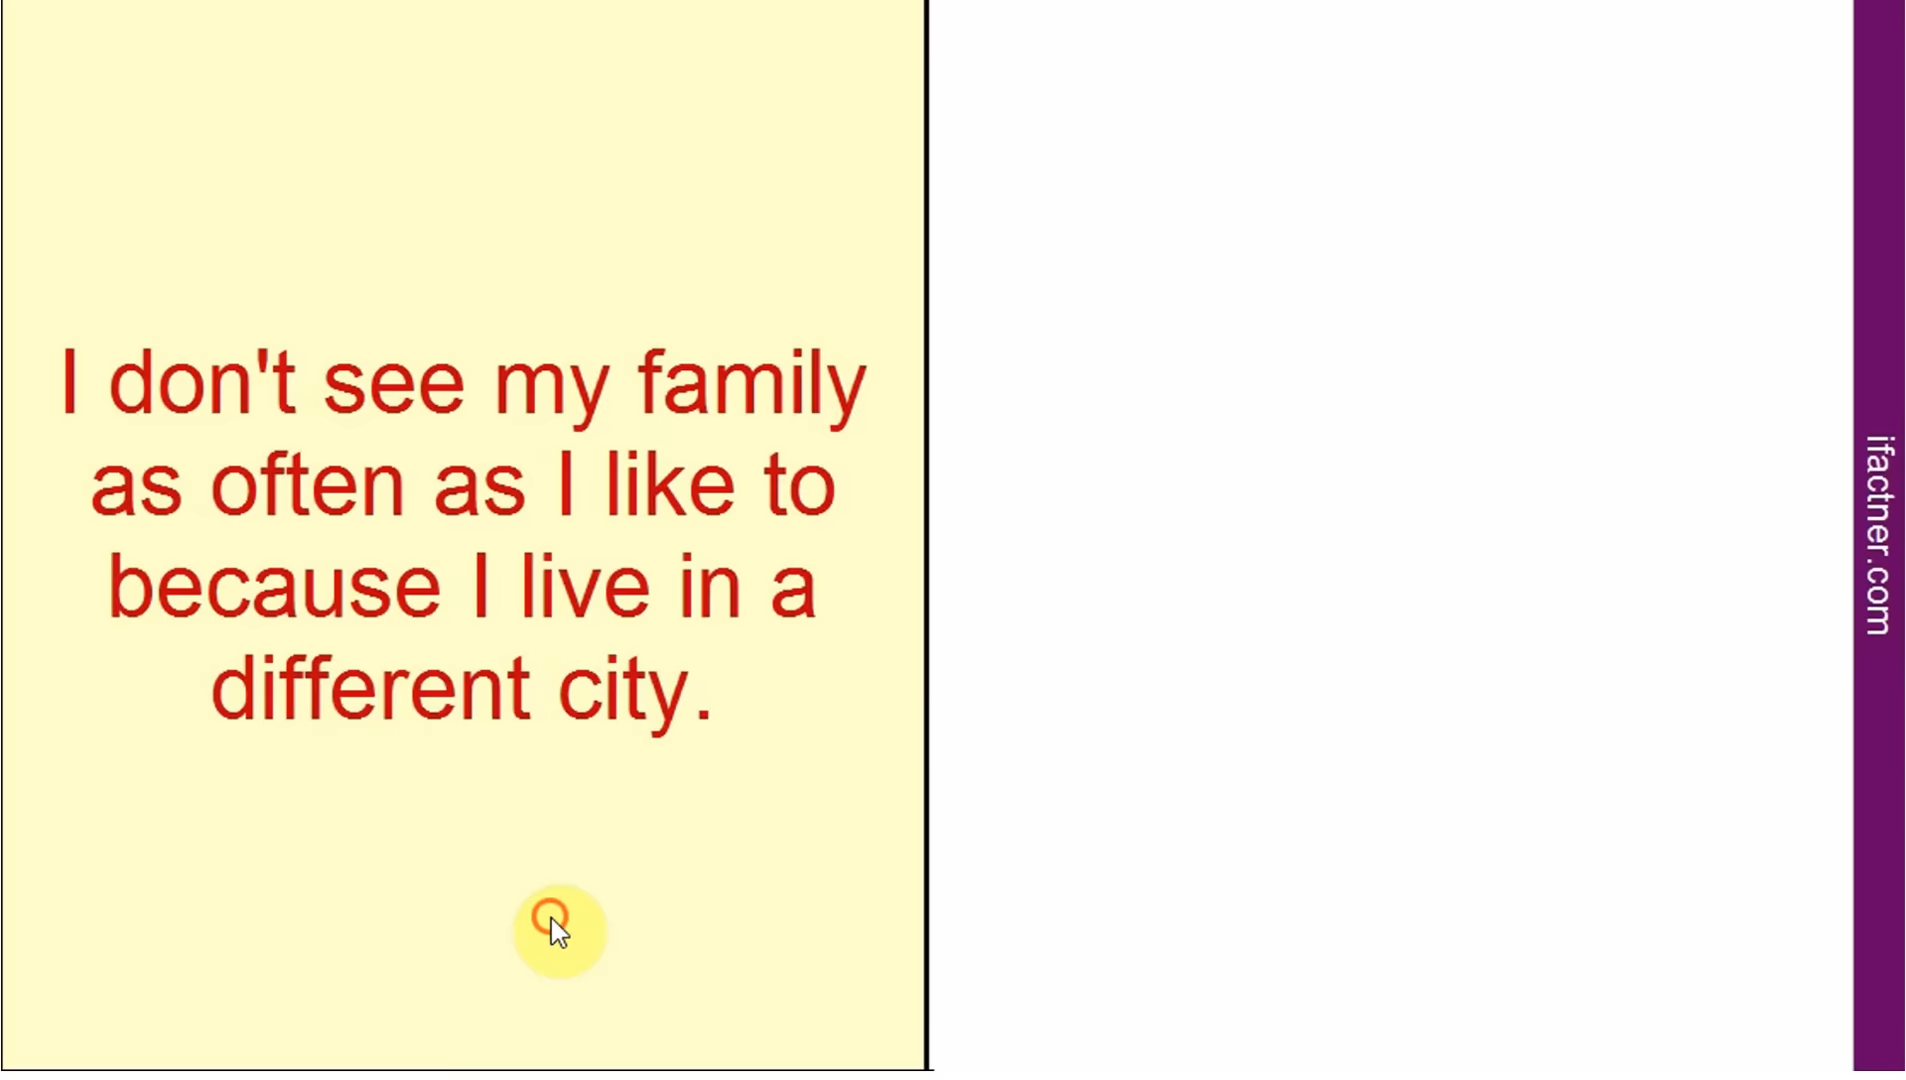 I don't see my family
as often as I like to
because I live in a
different city.
ifactner.com